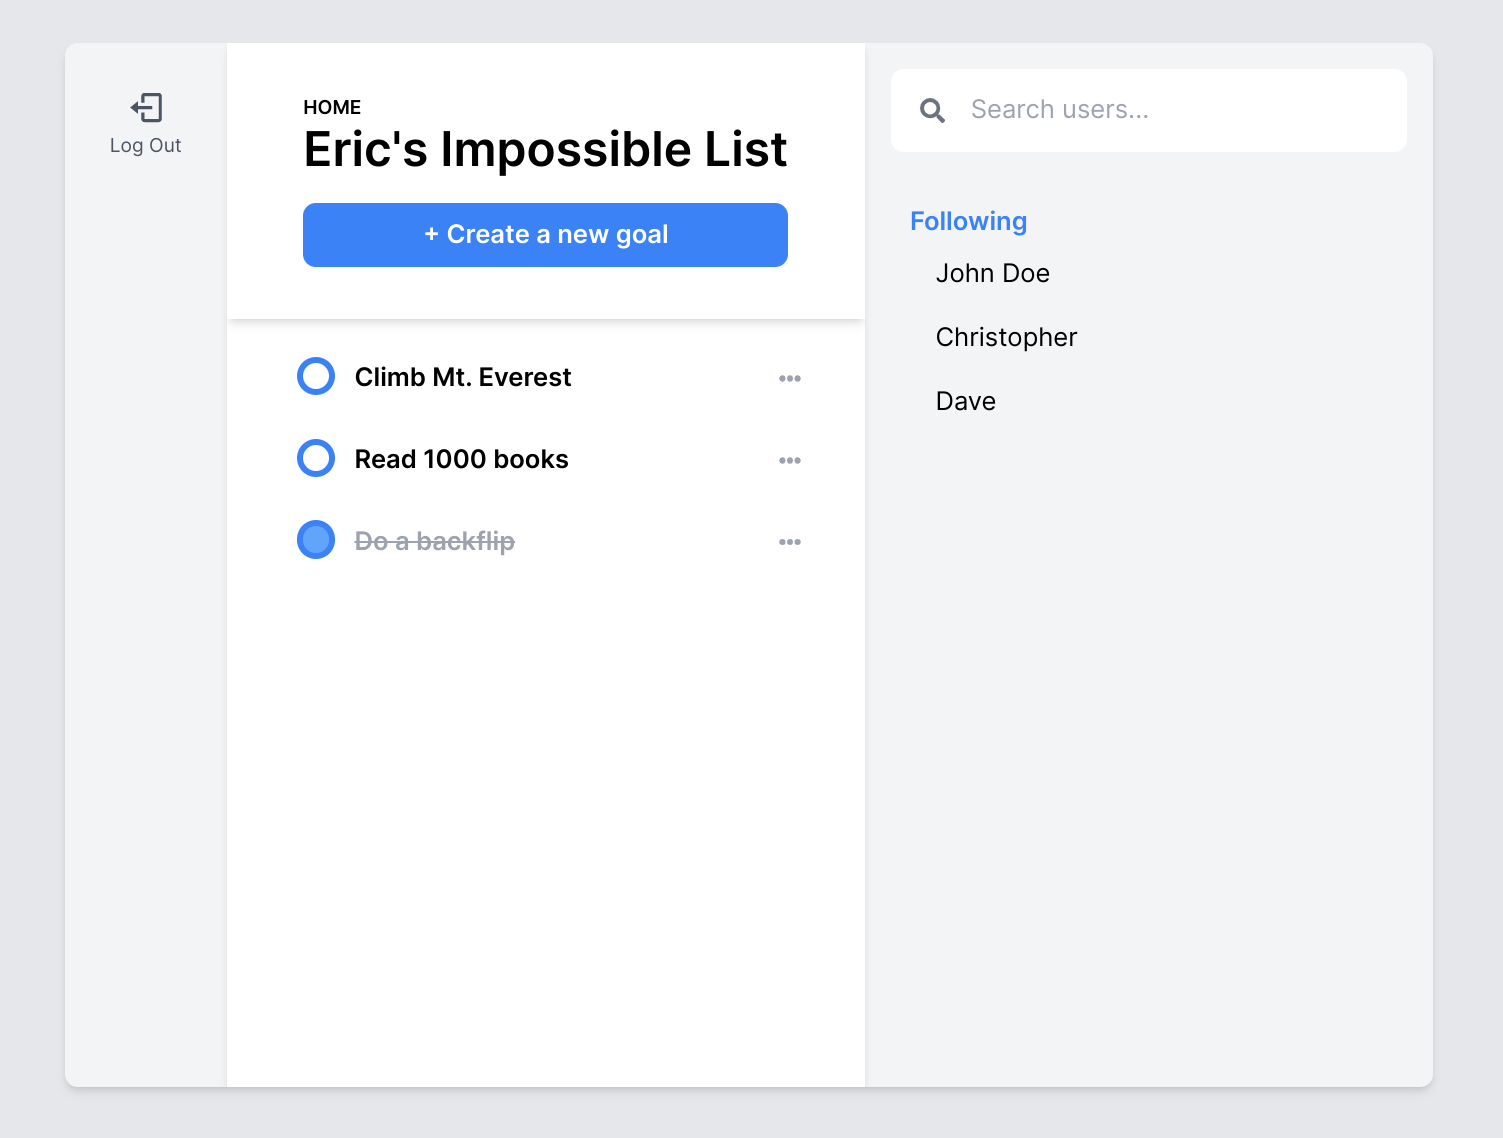 Log Out
HOME
Eric's Impossible List
+ Create a new goal
Climb Mt. Everest
Read 1000 books
Do a backflip
Search users...
Following
John Doe
Christopher
Dave